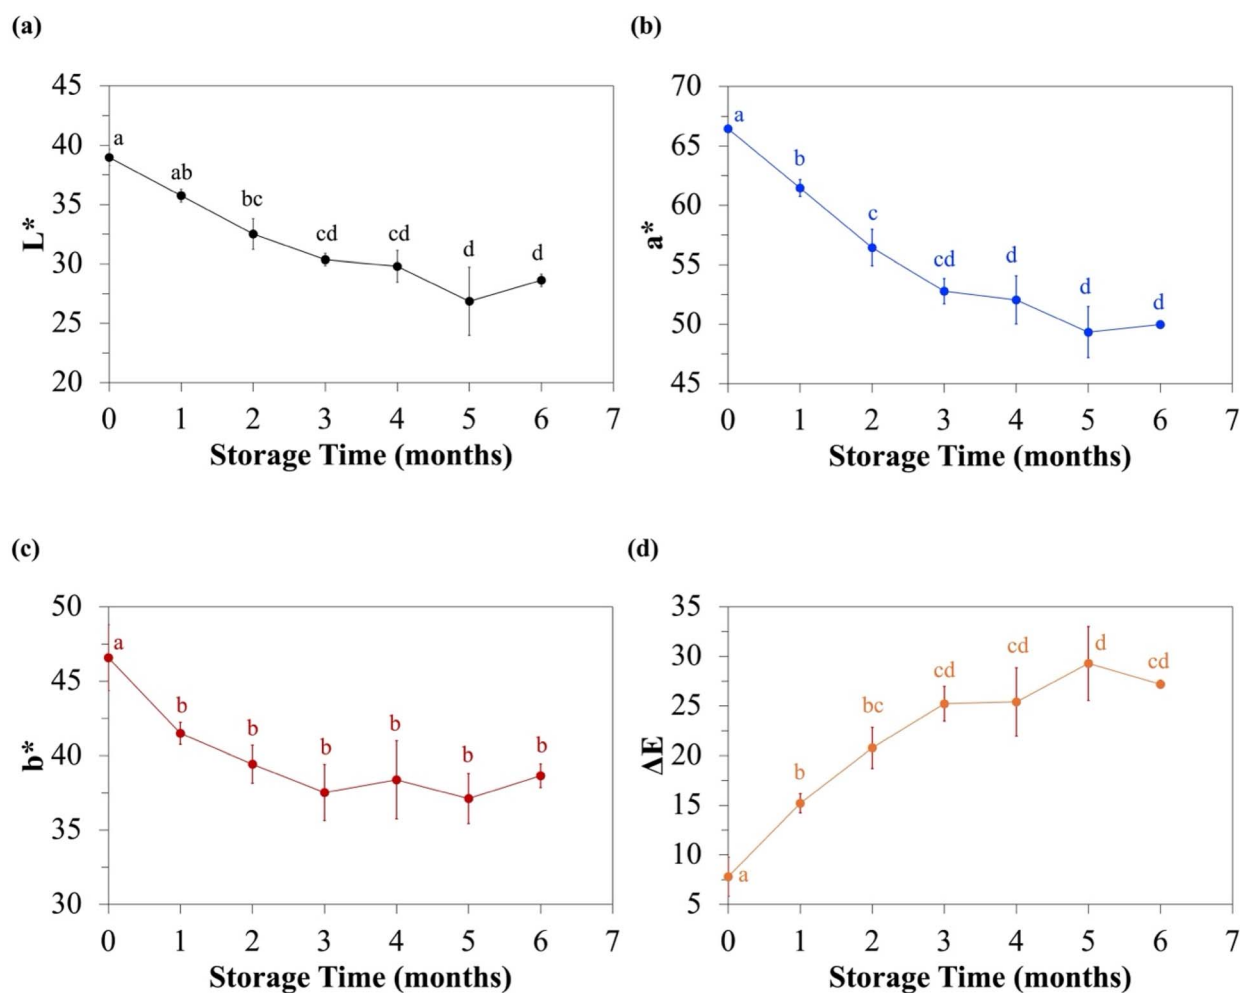 (a)
45
40
35
30
25
20
L*
a
ab
bc
cd
cd
d
d
0 1 2 3 4 5 6 7
Storage Time (months)
(b)
70
65
60
55
50
45
a*
a
b
c
cd
d
d
d
0 1 2 3 4 5 6 7
Storage Time (months)
(c)
50
45
40
35
30
b*
a
b
b
b
b
b
b
0 1 2 3 4 5 6 7
Storage Time (months)
(d)
35
30
25
20
15
10
5
ΔE
a
b
bc
cd
cd
d
cd
0 1 2 3 4 5 6 7
Storage Time (months)